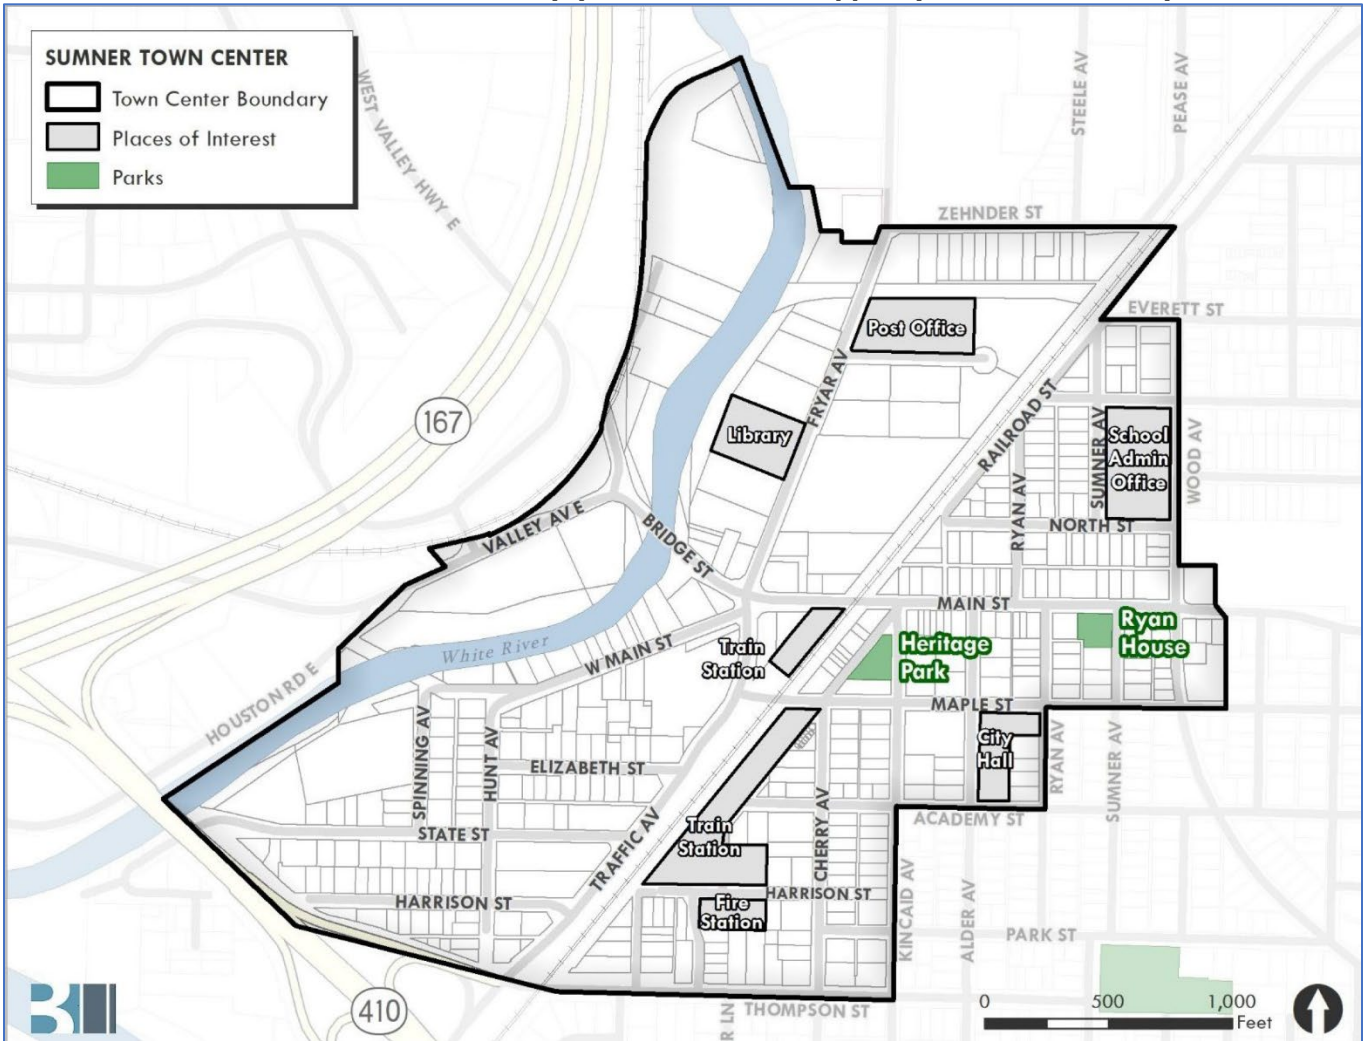 SUMNER TOWN CENTER
Town Center Boundary
Places of Interest
Parks
WEST VALLEY HWY E
STEELE AV
PEASE AV
ZEHNDER ST
EVERETT ST
Post Office
FRYAR AV
RAILROAD ST
167
Library
SUMNER AV
School
Admin
Office
WOOD AV
RYAN AV
NORTH ST
VALLEY AV E
BRIDGE ST
MAIN ST
Ryan
House
Train
Station
Heritage
Park
White River
W MAIN ST
HOUSTON RD E
MAPLE ST
City
Hall
SPINNING AV
HUNT AV
ELIZABETH ST
RYAN AV
SUMNER AV
STATE ST
TRAFFIC AV
Train
Station
CHERRY AV
ACADEMY ST
HARRISON ST
HARRISON ST
Fire
Station
KINCAID AV
ALDER AV
PARK ST
410
R LN
THOMPSON ST
0 500 1,000
Feet